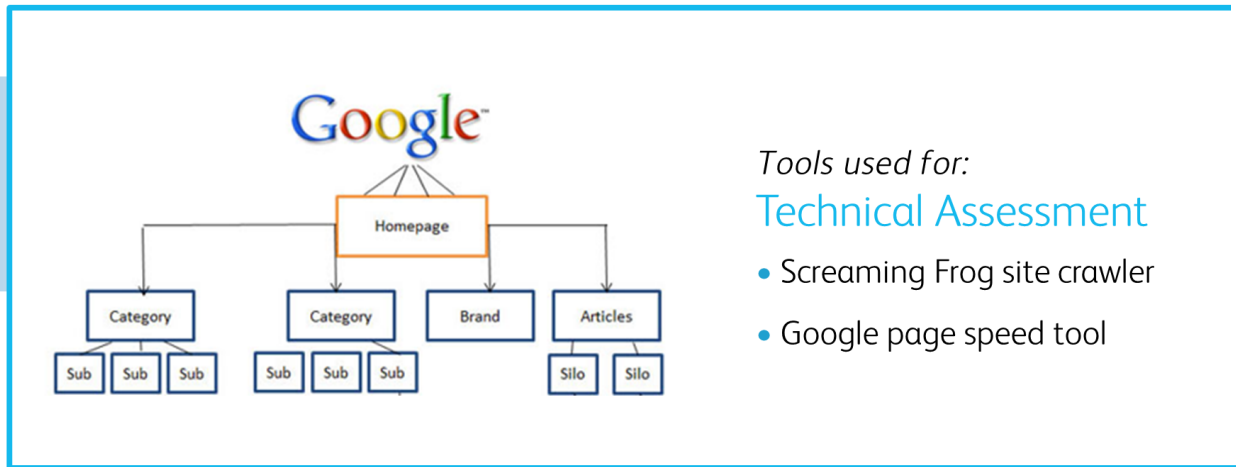 Google™
Homepage
Category Category Brand Articles
Sub Sub Sub Sub Sub Sub Silo Silo
Tools used for:
Technical Assessment
• Screaming Frog site crawler
• Google page speed tool